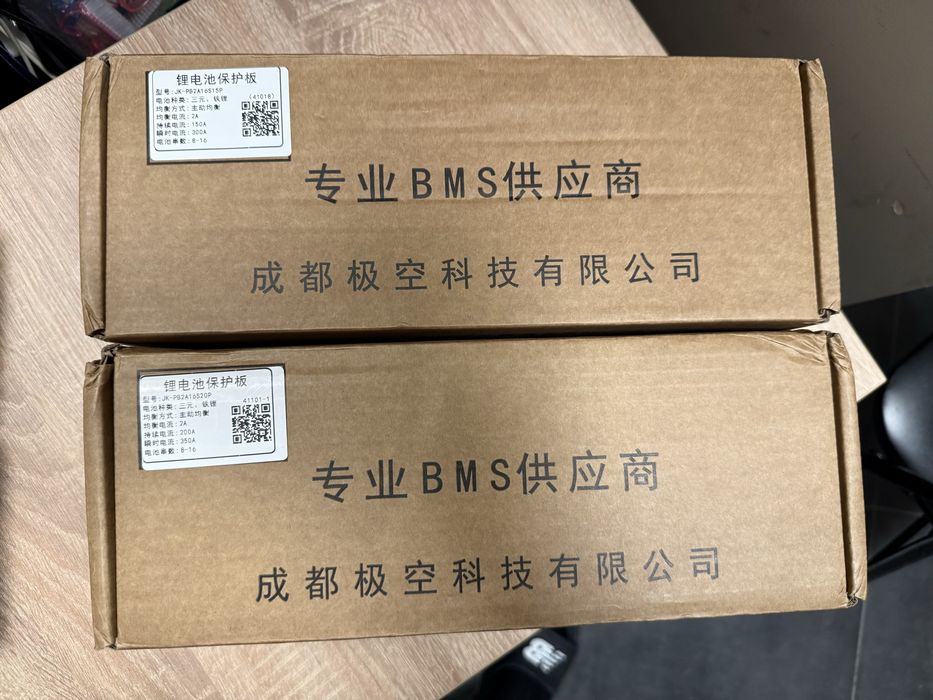 锂电池保护板
型号:JK-PB2A16S15P
电池种类:三元、铁锂 (41018)
均衡方式:主动均衡
均衡电流:2A
持续电流:150A
瞬时电流:300A
电池串数:8-16
专业BMS供应商
成都极空科技有限公司
锂电池保护板
型号:JK-PB2A16S20P
电池种类:三元、铁锂 41101-1
均衡方式:主动均衡
均衡电流:2A
持续电流:200A
瞬时电流:350A
电池串数:8-16
专业BMS供应商
成都极空科技有限公司